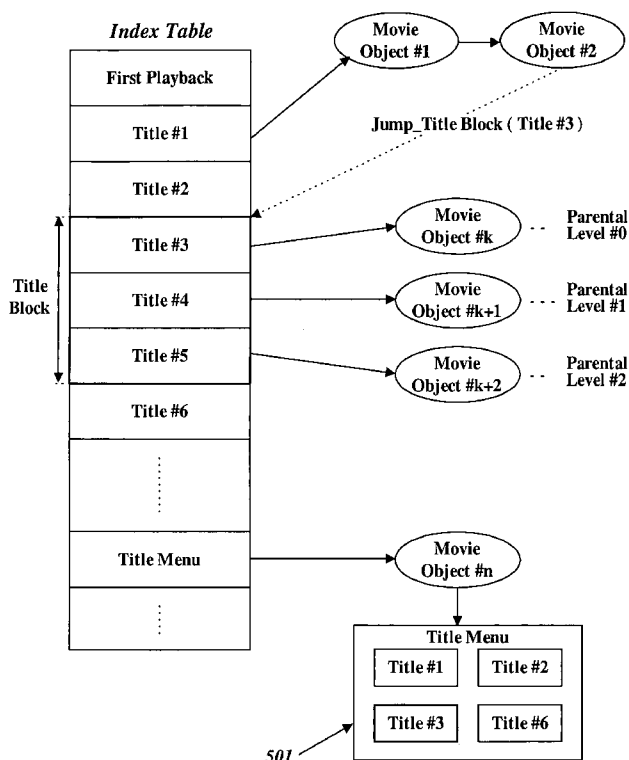 Index Table
First Playback
Title #1
Title #2
Title #3
Title #4
Title #5
Title #6
Title Menu
Title
Block
Movie
Object #1
Movie
Object #2
Jump_Title Block ( Title #3 )
Movie
Object #k
Parental
Level #0
Movie
Object #k+1
Parental
Level #1
Movie
Object #k+2
Parental
Level #2
Movie
Object #n
Title Menu
Title #1
Title #2
Title #3
Title #6
501